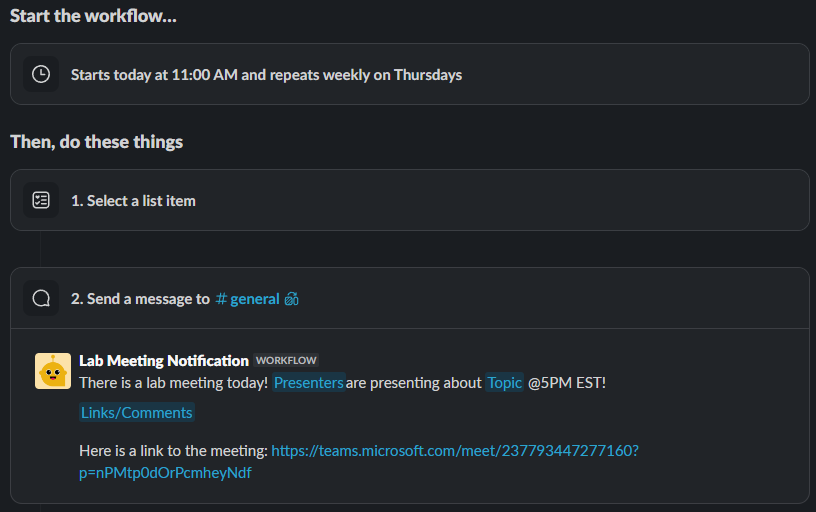 Start the workflow...
Starts today at 11:00 AM and repeats weekly on Thursdays
Then, do these things
1. Select a list item
2. Send a message to # general
Lab Meeting Notification WORKFLOW
There is a lab meeting today! Presenters are presenting about Topic @5PM EST!
Links/Comments
Here is a link to the meeting: https://teams.microsoft.com/meet/237793447277160?
p=nPMtp0dOrPcmheyNdf